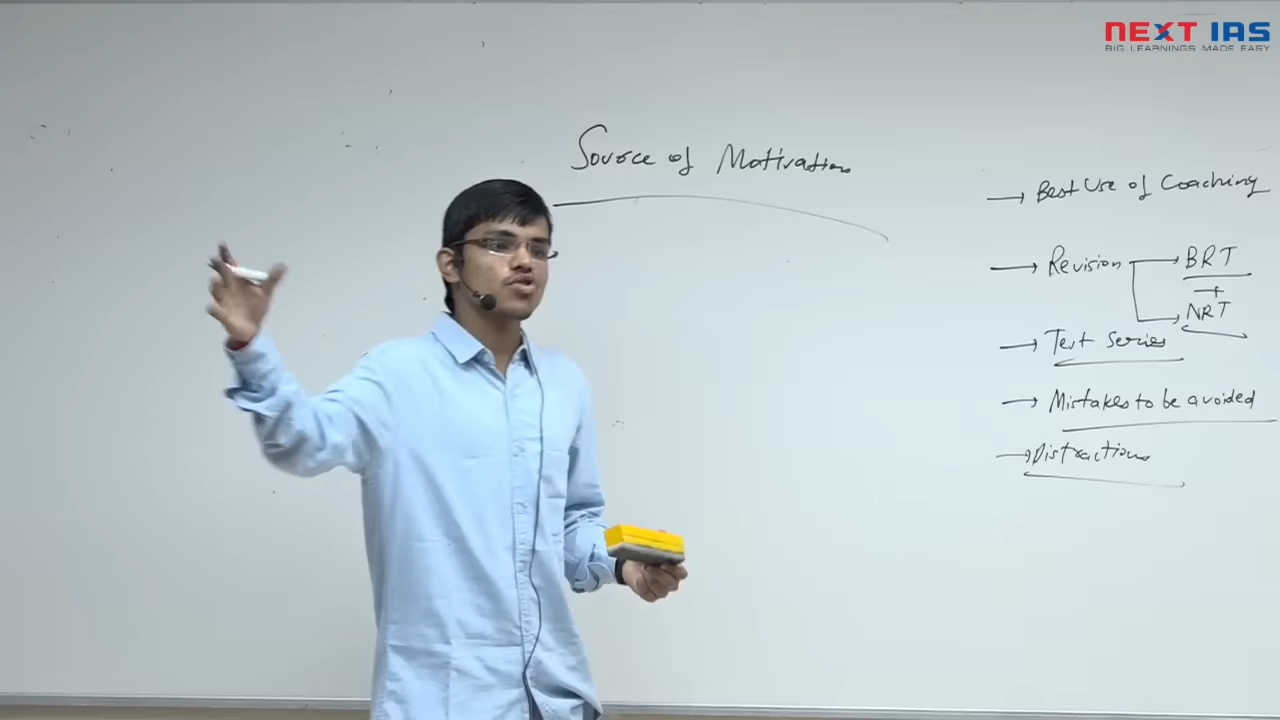 NEXT IAS
BIG LEARNINGS MADE EASY
Source of Motivation
→ Best Use of Coaching
→ Revision → BRT
+
→ NRT
→ Test Series
→ Mistakes to be avoided
→ Distractions